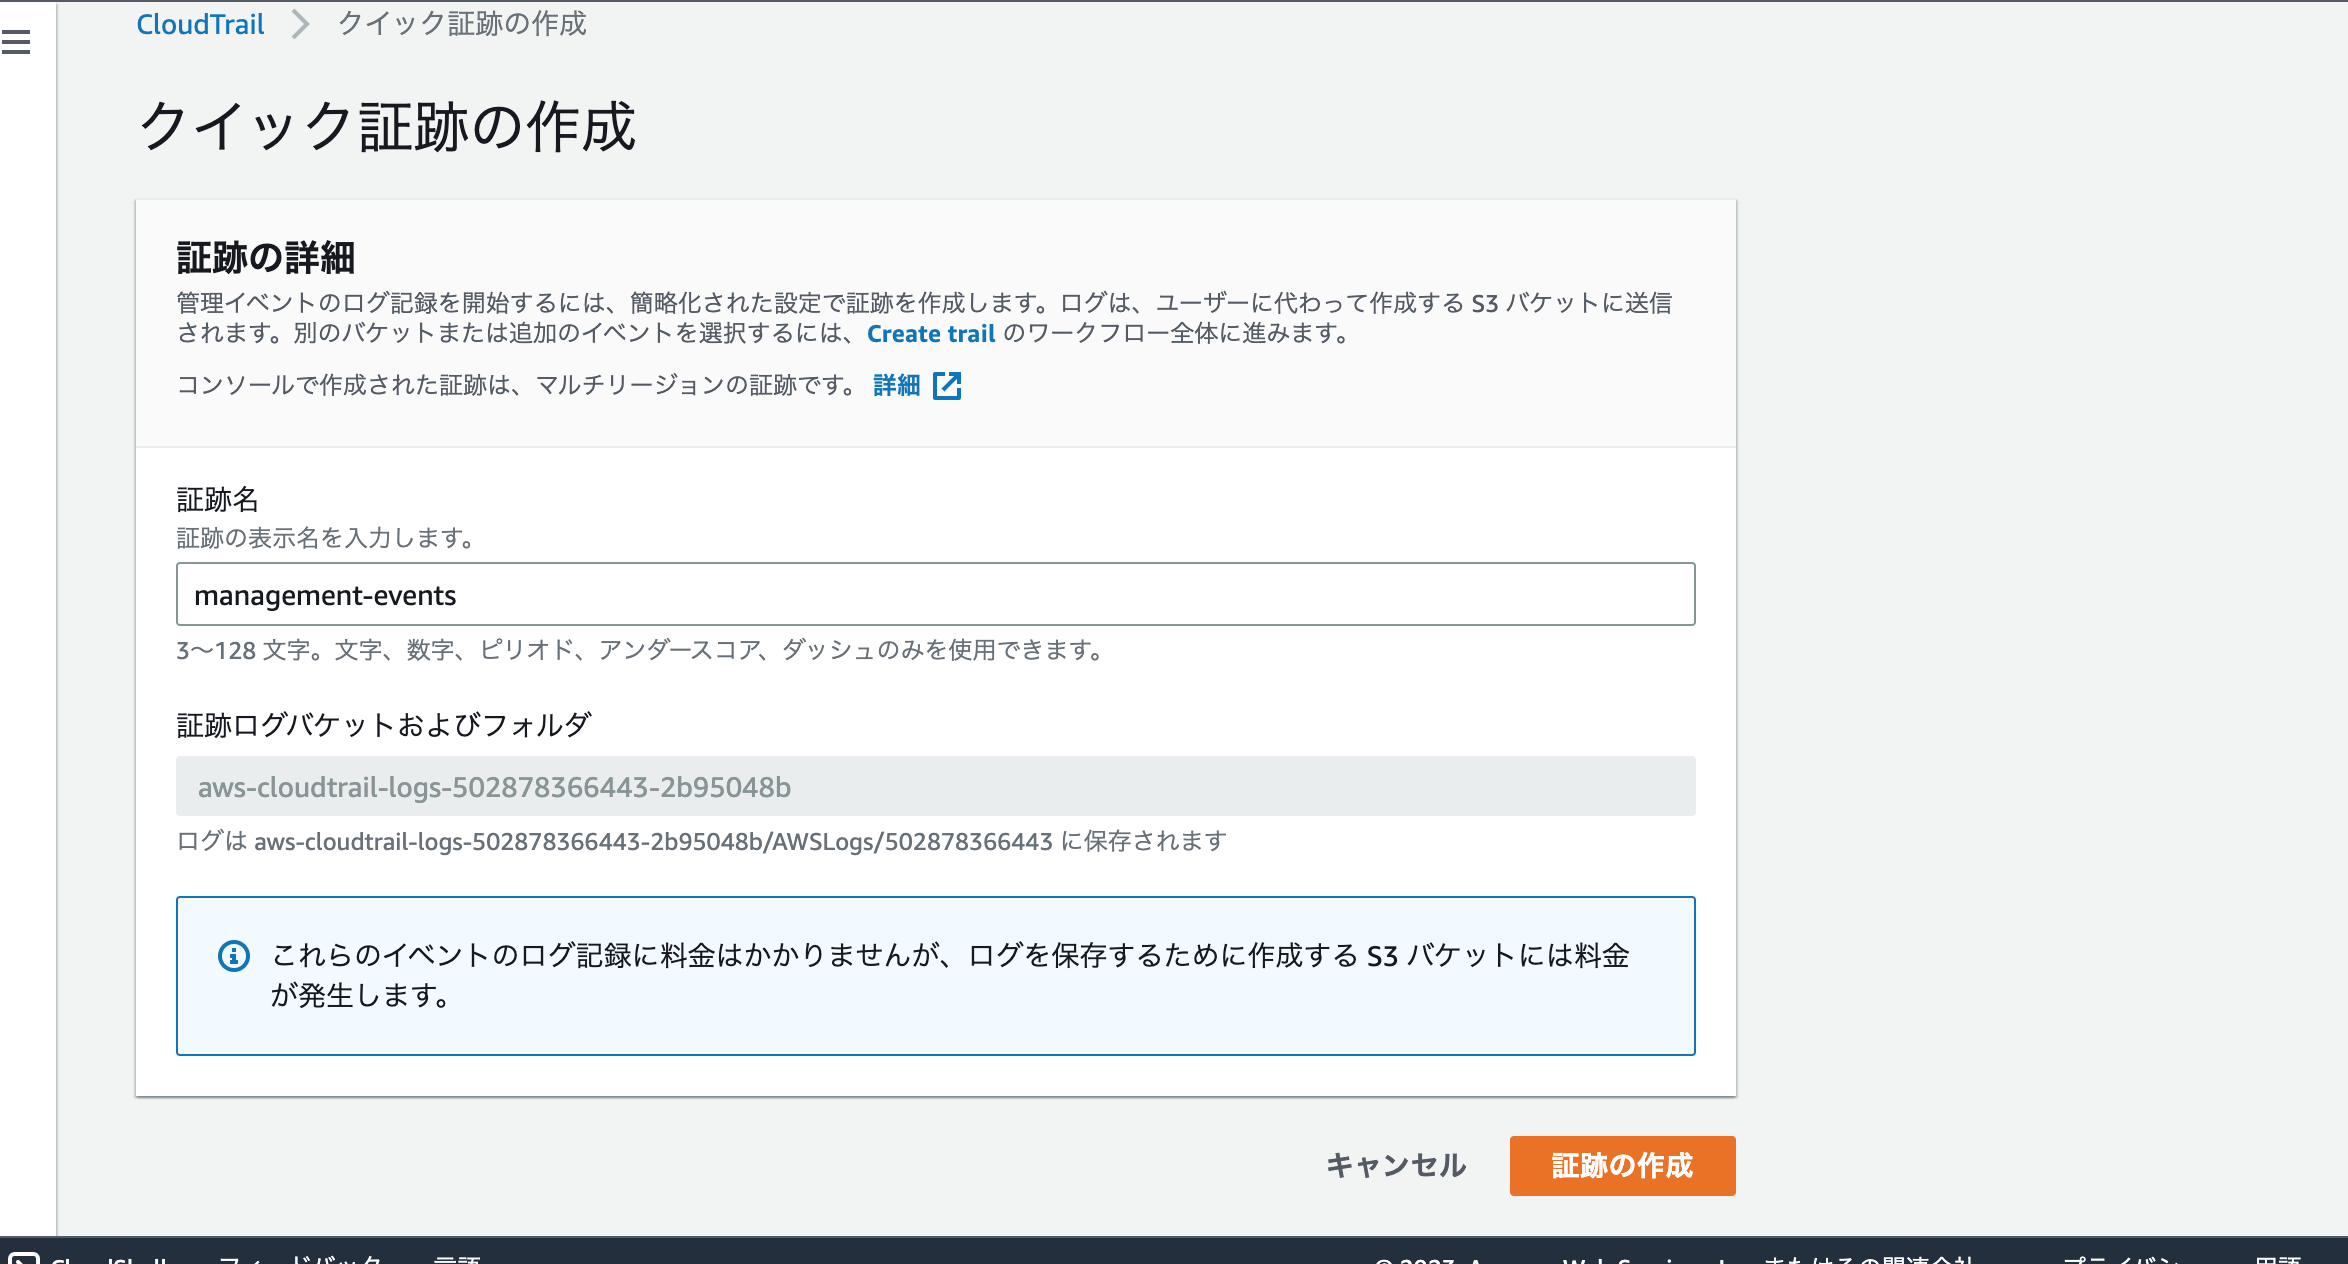 CloudTrail > クイック証跡の作成
クイック証跡の作成
証跡の詳細
管理イベントのログ記録を開始するには、簡略化された設定で証跡を作成します。ログは、ユーザーに代わって作成する S3 バケットに送信
されます。別のバケットまたは追加のイベントを選択するには、Create trail のワークフロー全体に進みます。
コンソールで作成された証跡は、マルチリージョンの証跡です。 詳細
証跡名
証跡の表示名を入力します。
management-events
3〜128 文字。文字、数字、ピリオド、アンダースコア、ダッシュのみを使用できます。
証跡ログバケットおよびフォルダ
aws-cloudtrail-logs-502878366443-2b95048b
ログは aws-cloudtrail-logs-502878366443-2b95048b/AWSLogs/502878366443 に保存されます
これらのイベントのログ記録に料金はかかりませんが、ログを保存するために作成する S3 バケットには料金
が発生します。
キャンセル 証跡の作成
CloudShell フィードバック 言語